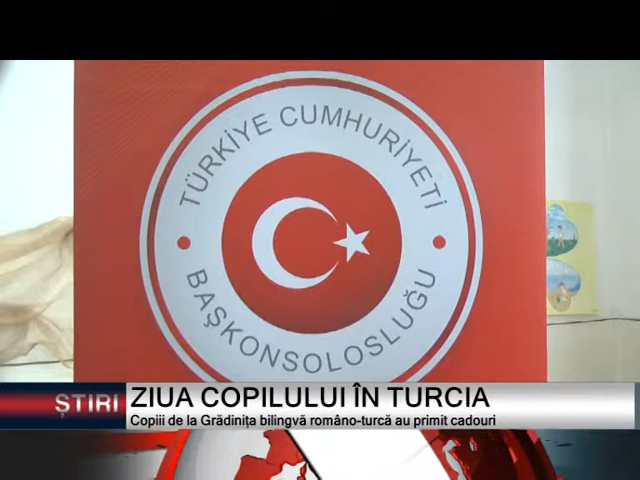 TÜRKİYE CUMHURİYETİ
BAŞKONSOLOSLUĞU
ȘTIRI
ZIUA COPILULUI ÎN TURCIA
Copiii de la Grădinița bilingvă româno-turcă au primit cadouri